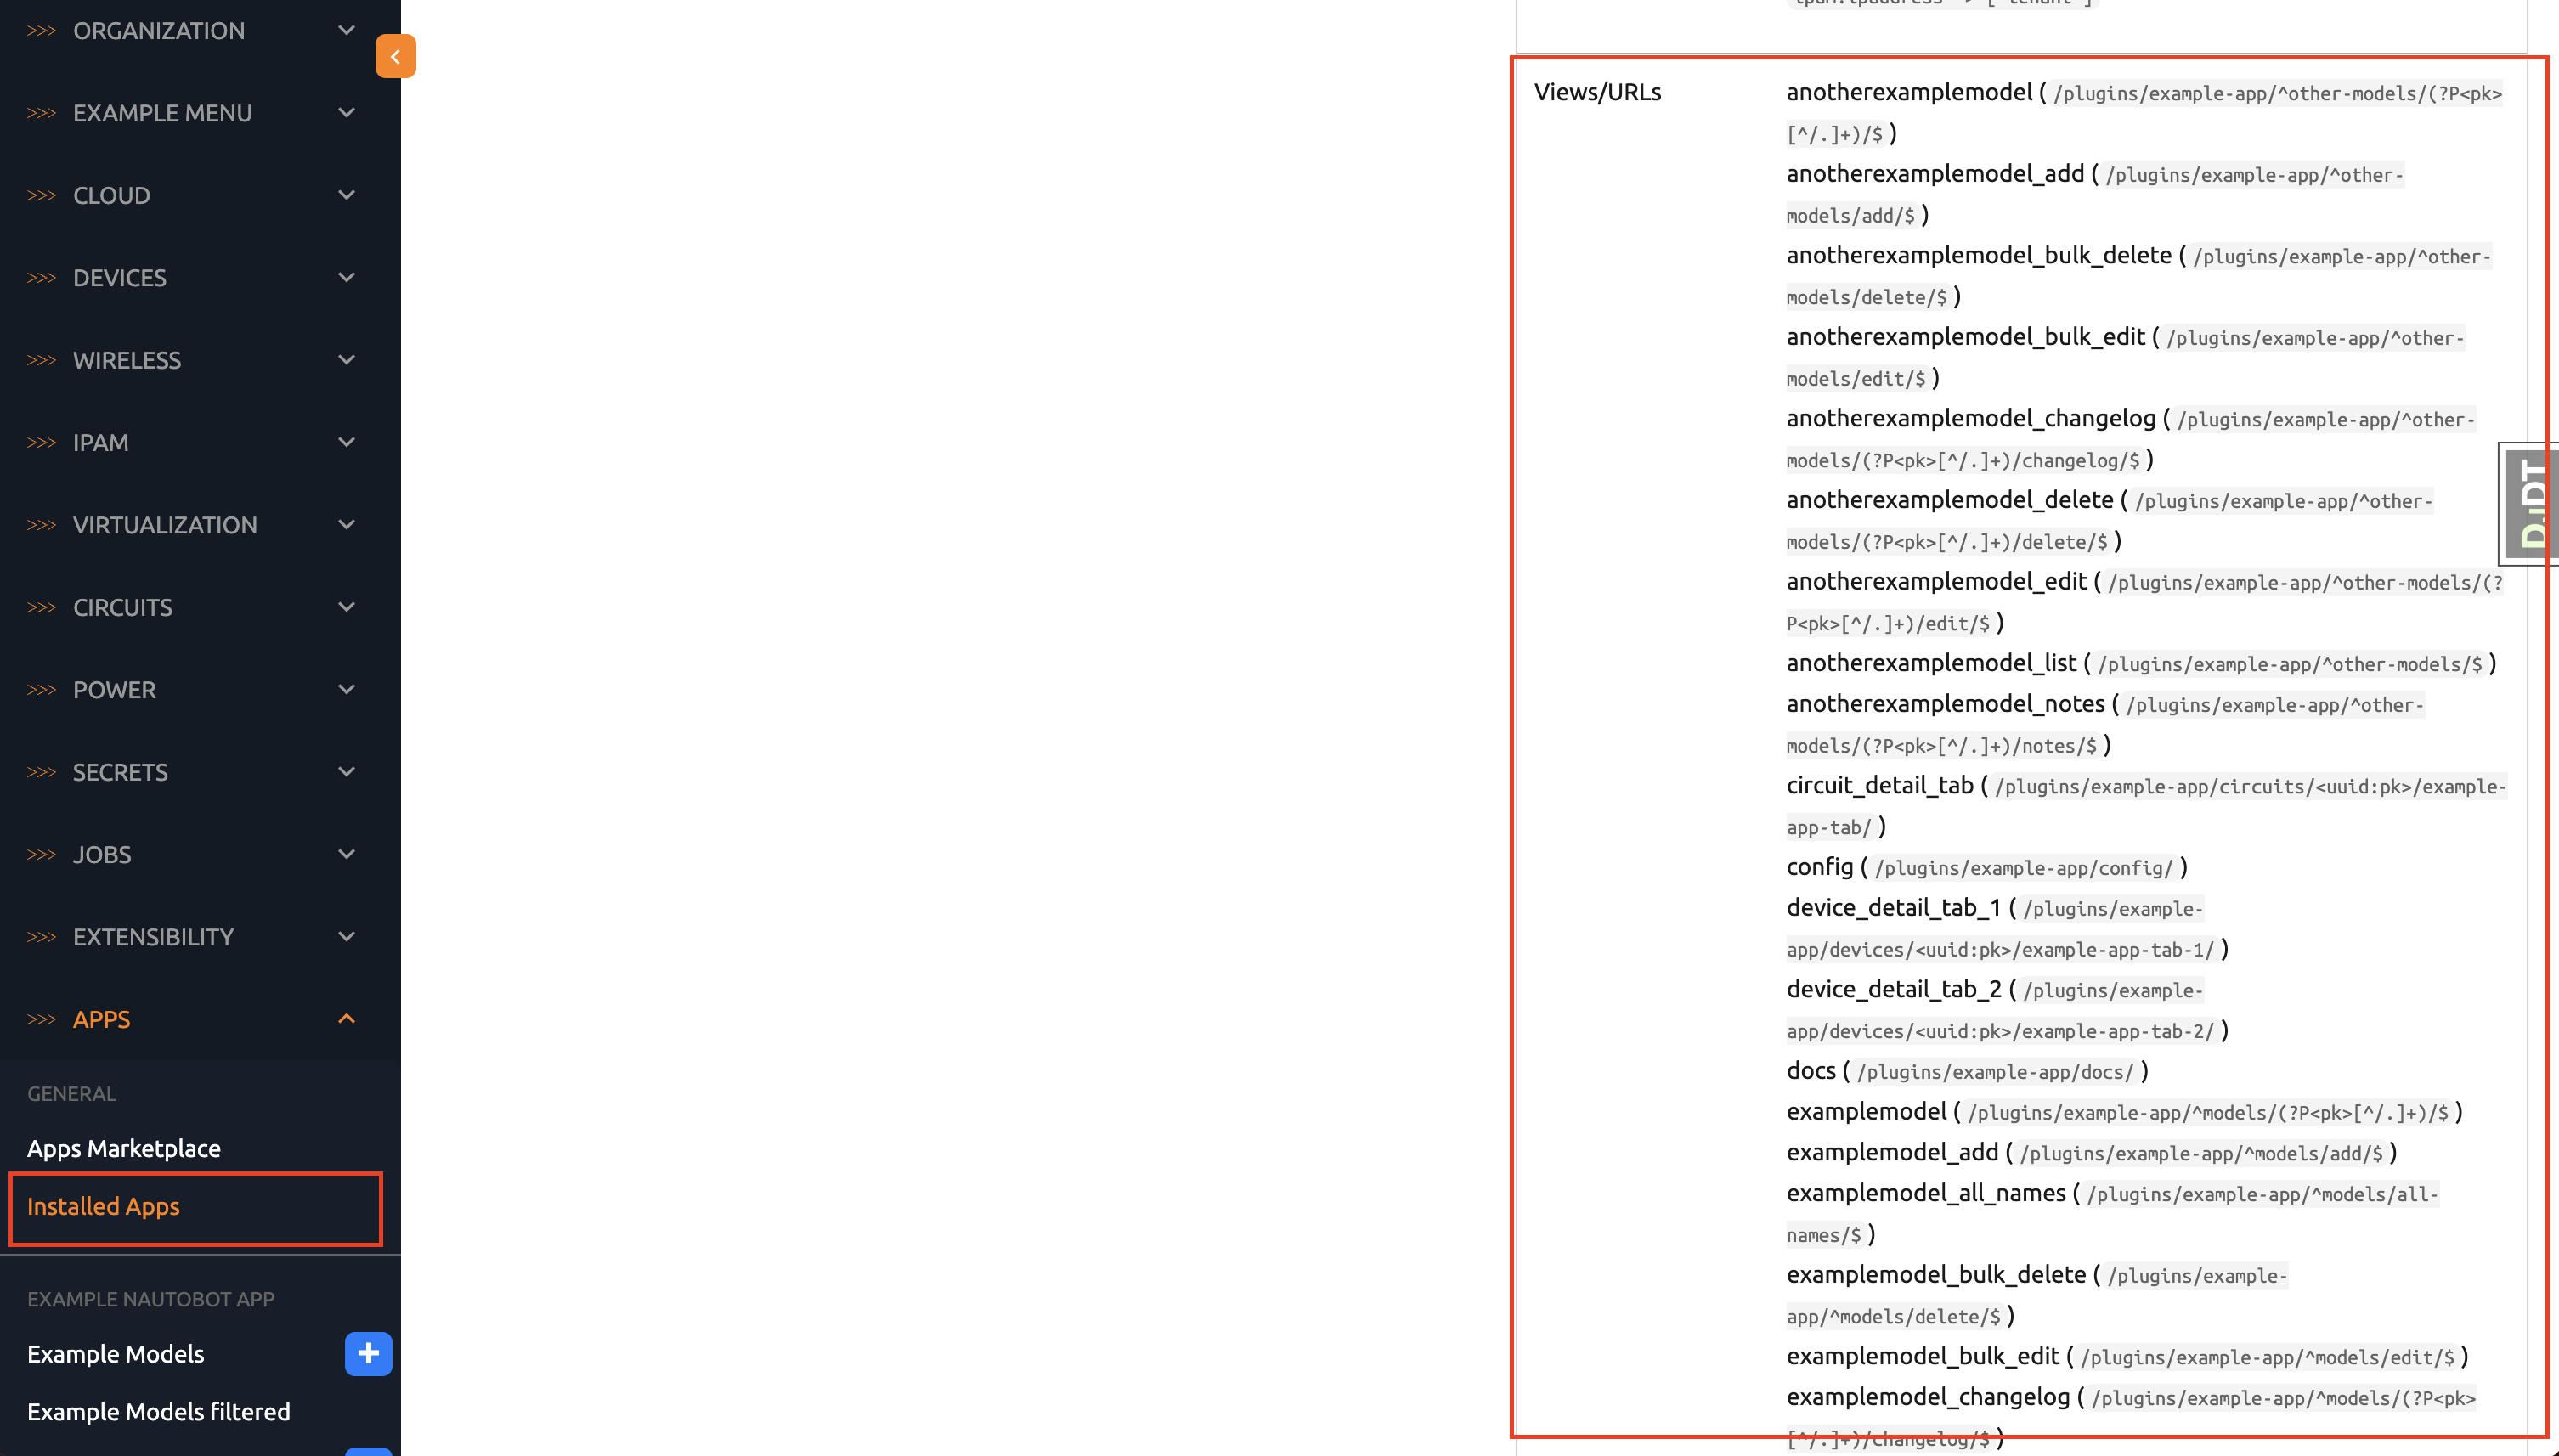 >>> ORGANIZATION
>>> EXAMPLE MENU
>>> CLOUD
>>> DEVICES
>>> WIRELESS
>>> IPAM
>>> VIRTUALIZATION
>>> CIRCUITS
>>> POWER
>>> SECRETS
>>> JOBS
>>> EXTENSIBILITY
>>> APPS
GENERAL
Apps Marketplace
Installed Apps
EXAMPLE NAUTOBOT APP
Example Models
Example Models filtered
ipam.ipaddress -> ['tenant']
Views/URLs
anotherexamplemodel ( /plugins/example-app/^other-models/(?P<pk>
[^/.]+)/$ )
anotherexamplemodel_add ( /plugins/example-app/^other-
models/add/$ )
anotherexamplemodel_bulk_delete ( /plugins/example-app/^other-
models/delete/$ )
anotherexamplemodel_bulk_edit ( /plugins/example-app/^other-
models/edit/$ )
anotherexamplemodel_changelog ( /plugins/example-app/^other-
models/(?P<pk>[^/.]+)/changelog/$ )
anotherexamplemodel_delete ( /plugins/example-app/^other-
models/(?P<pk>[^/.]+)/delete/$ )
anotherexamplemodel_edit ( /plugins/example-app/^other-models/(?
P<pk>[^/.]+)/edit/$ )
anotherexamplemodel_list ( /plugins/example-app/^other-models/$ )
anotherexamplemodel_notes ( /plugins/example-app/^other-
models/(?P<pk>[^/.]+)/notes/$ )
circuit_detail_tab ( /plugins/example-app/circuits/<uuid:pk>/example-
app-tab/ )
config ( /plugins/example-app/config/ )
device_detail_tab_1 ( /plugins/example-
app/devices/<uuid:pk>/example-app-tab-1/ )
device_detail_tab_2 ( /plugins/example-
app/devices/<uuid:pk>/example-app-tab-2/ )
docs ( /plugins/example-app/docs/ )
examplemodel ( /plugins/example-app/^models/(?P<pk>[^/.]+)/$ )
examplemodel_add ( /plugins/example-app/^models/add/$ )
examplemodel_all_names ( /plugins/example-app/^models/all-
names/$ )
examplemodel_bulk_delete ( /plugins/example-
app/^models/delete/$ )
examplemodel_bulk_edit ( /plugins/example-app/^models/edit/$ )
examplemodel_changelog ( /plugins/example-app/^models/(?P<pk>
[^/.]+)/changelog/$ )
DJDT